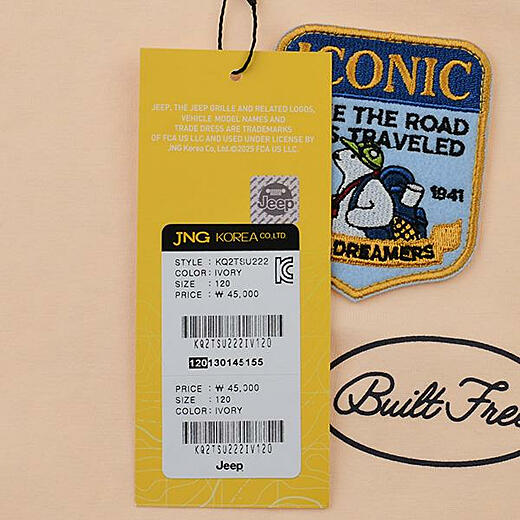 JEEP, THE JEEP GRILLE AND RELATED LOGOS,
VEHICLE MODEL NAMES AND
TRADE DRESS ARE TRADEMARKS
OF FCA US LLC AND USED UNDER LICENSE BY
JNG Korea Co, ©2025 FCA US LLC.
Jeep
JNG KOREA CO.,LTD
STYLE : KQ2TSU222
COLOR : IVORY
SIZE : 120
PRICE : ₩ 45,000
KQ2TSU222IV120
120130145155
PRICE : ₩ 45,000
SIZE : 120
COLOR : IVORY
KQ2TSU222IV120
Jeep
ICONIC
THE ROAD
TRAVELED
1941
DREAMERS
Built Free